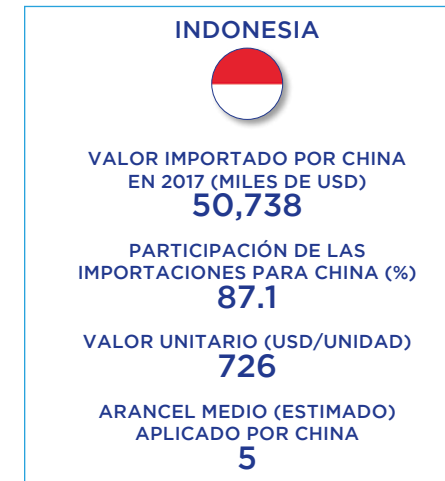 INDONESIA
VALOR IMPORTADO POR CHINA
EN 2017 (MILES DE USD)
50,738
PARTICIPACIÓN DE LAS
IMPORTACIONES PARA CHINA (%)
87.1
VALOR UNITARIO (USD/UNIDAD)
726
ARANCEL MEDIO (ESTIMADO)
APLICADO POR CHINA
5